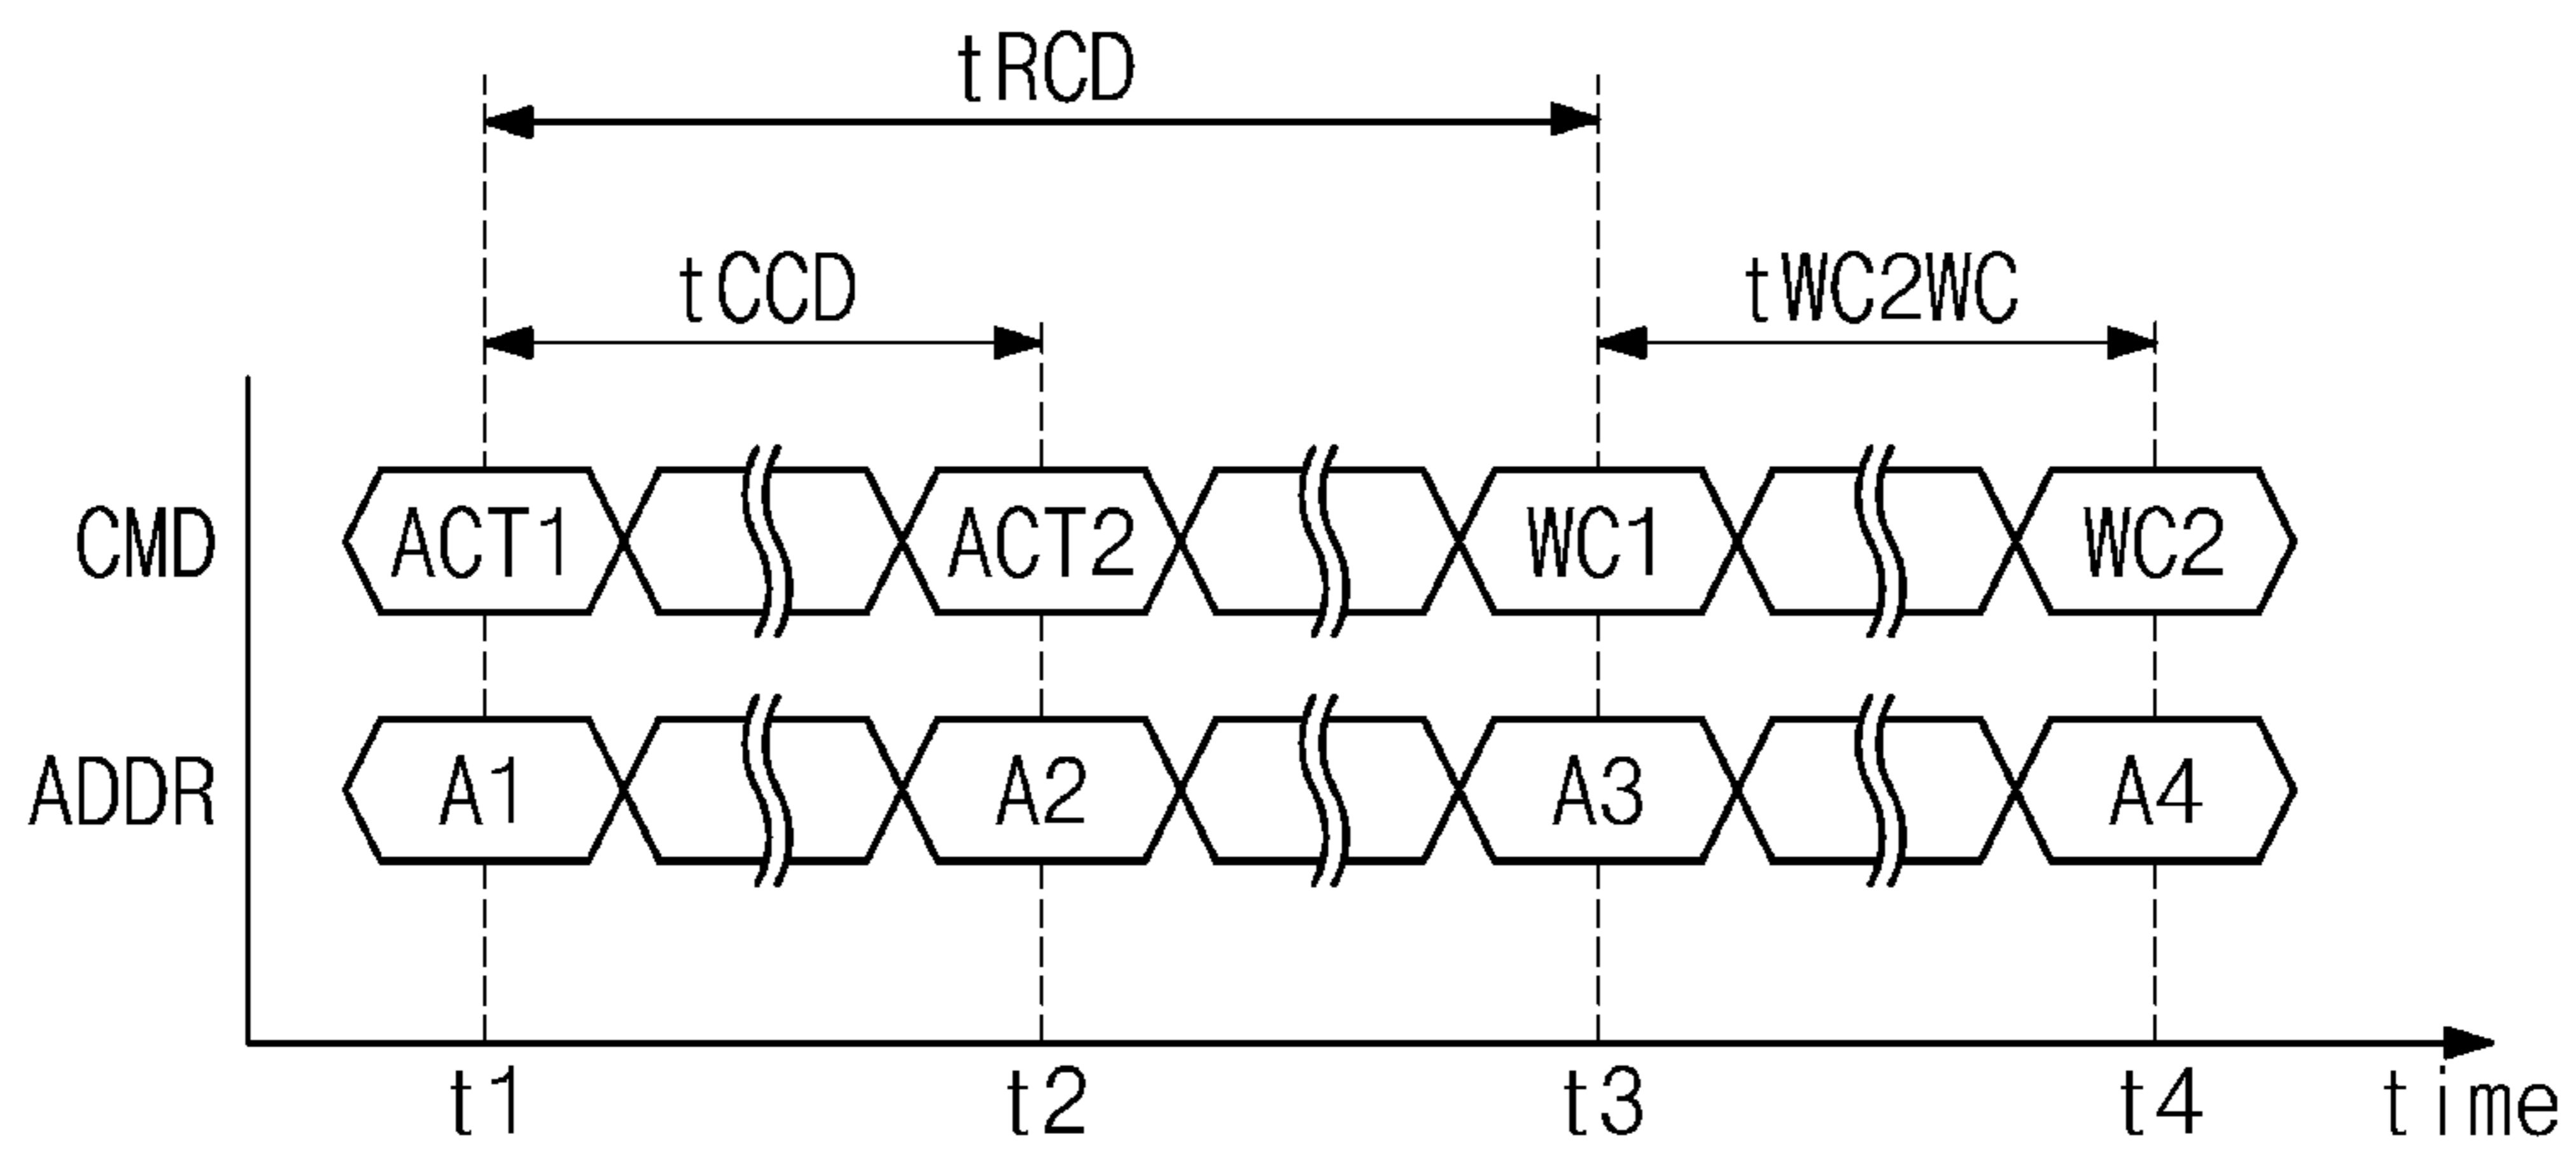 tRCD
tCCD tWC2WC
CMD ACT1 ACT2 WC1 WC2
ADDR A1 A2 A3 A4
t1 t2 t3 t4 time